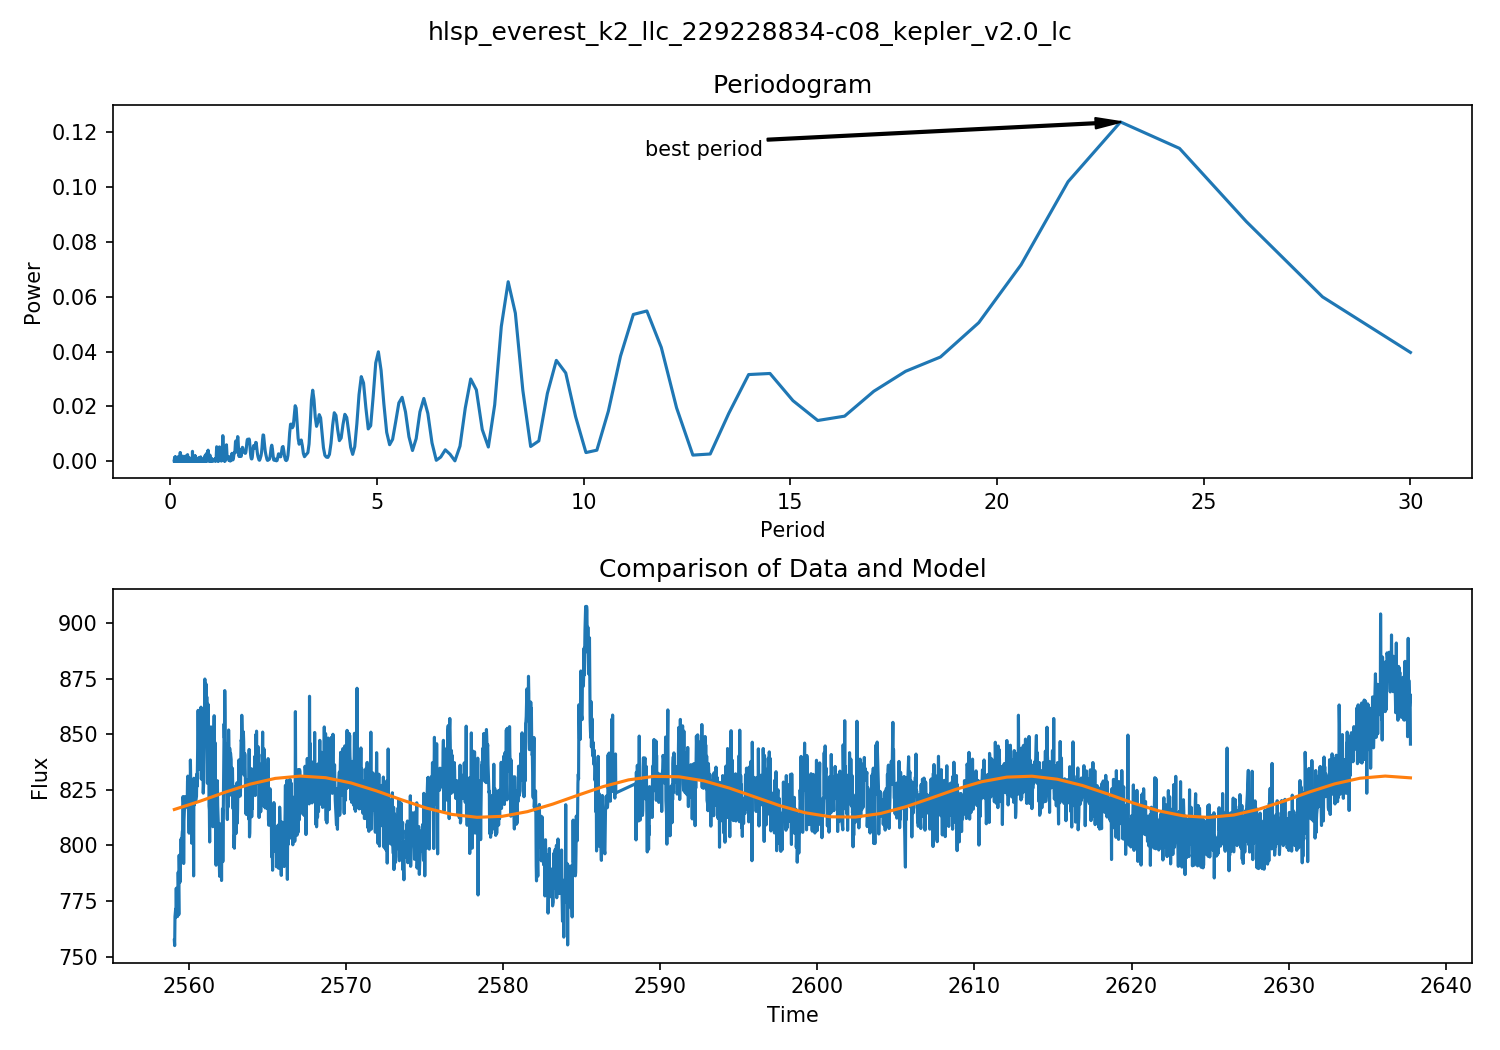 hlsp_everest_k2_llc_229228834-c08_kepler_v2.0_lc
Periodogram
0.12
0.10
0.08
0.06
0.04
0.02
0.00
Power
best period
0 5 10 15 20 25 30
Period
Comparison of Data and Model
900
875
850
825
800
775
750
Flux
2560 2570 2580 2590 2600 2610 2620 2630 2640
Time